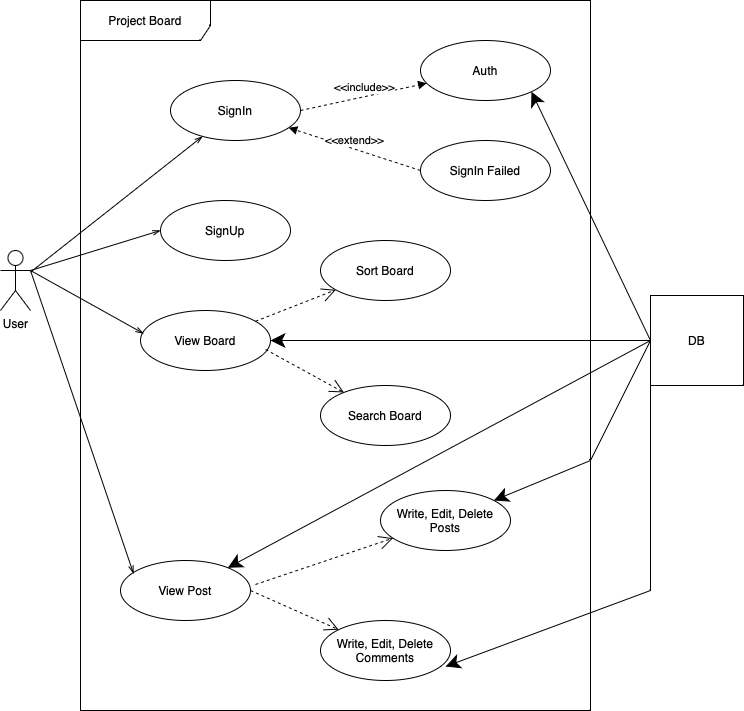 Project Board
Auth
<<include>>
SignIn
<<extend>>
SignIn Failed
SignUp
Sort Board
User
View Board
DB
Search Board
Write, Edit, Delete
Posts
View Post
Write, Edit, Delete
Comments